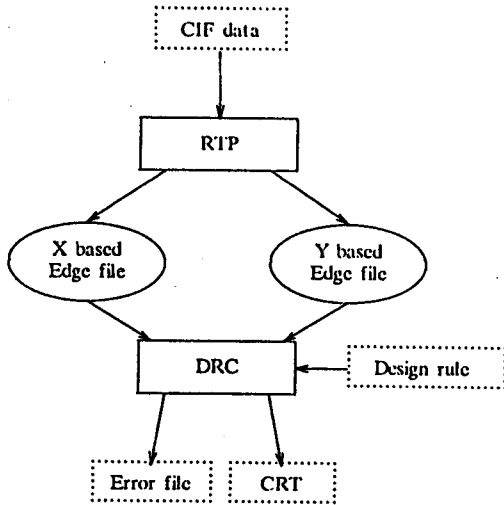 CIF data
RTP
X based
Edge file
Y based
Edge file
DRC
Design rule
Error file
CRT